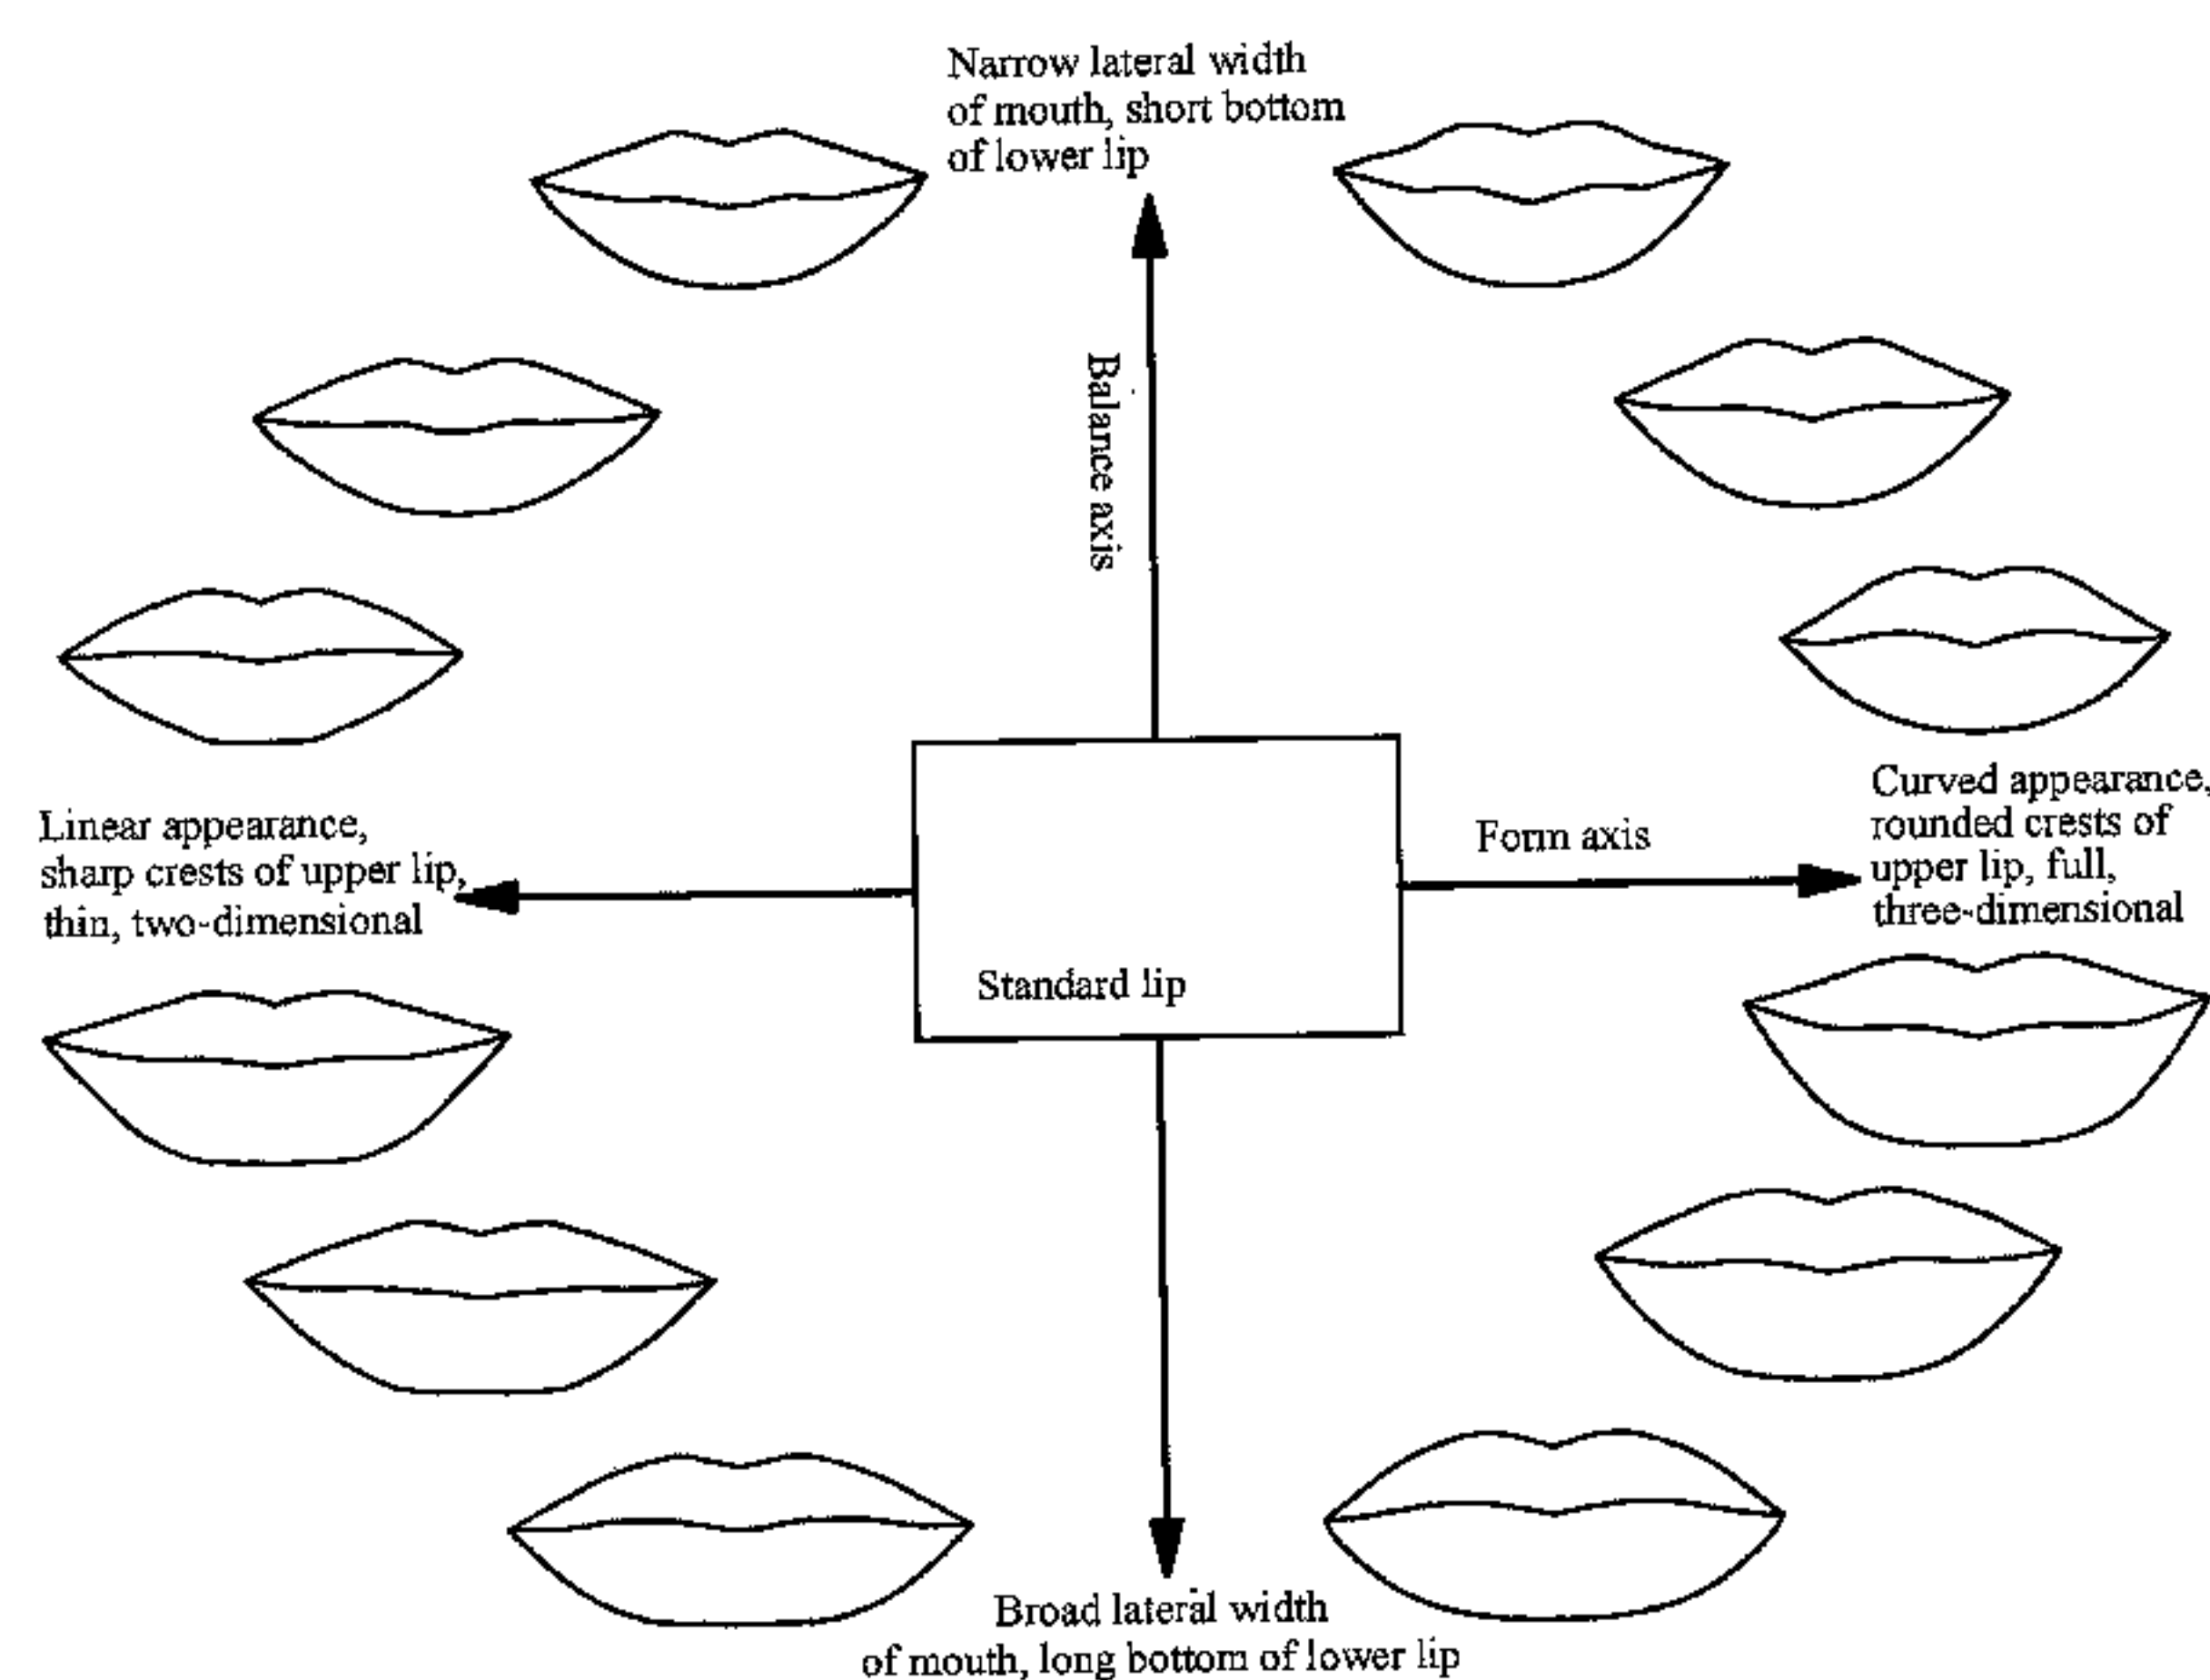 Narrow lateral width
of mouth, short bottom
of lower lip
Balance axis
Linear appearance,
sharp crests of upper lip,
thin, two-dimensional
Form axis
Curved appearance,
rounded crests of
upper lip, full,
three-dimensional
Standard lip
Broad lateral width
of mouth, long bottom of lower lip